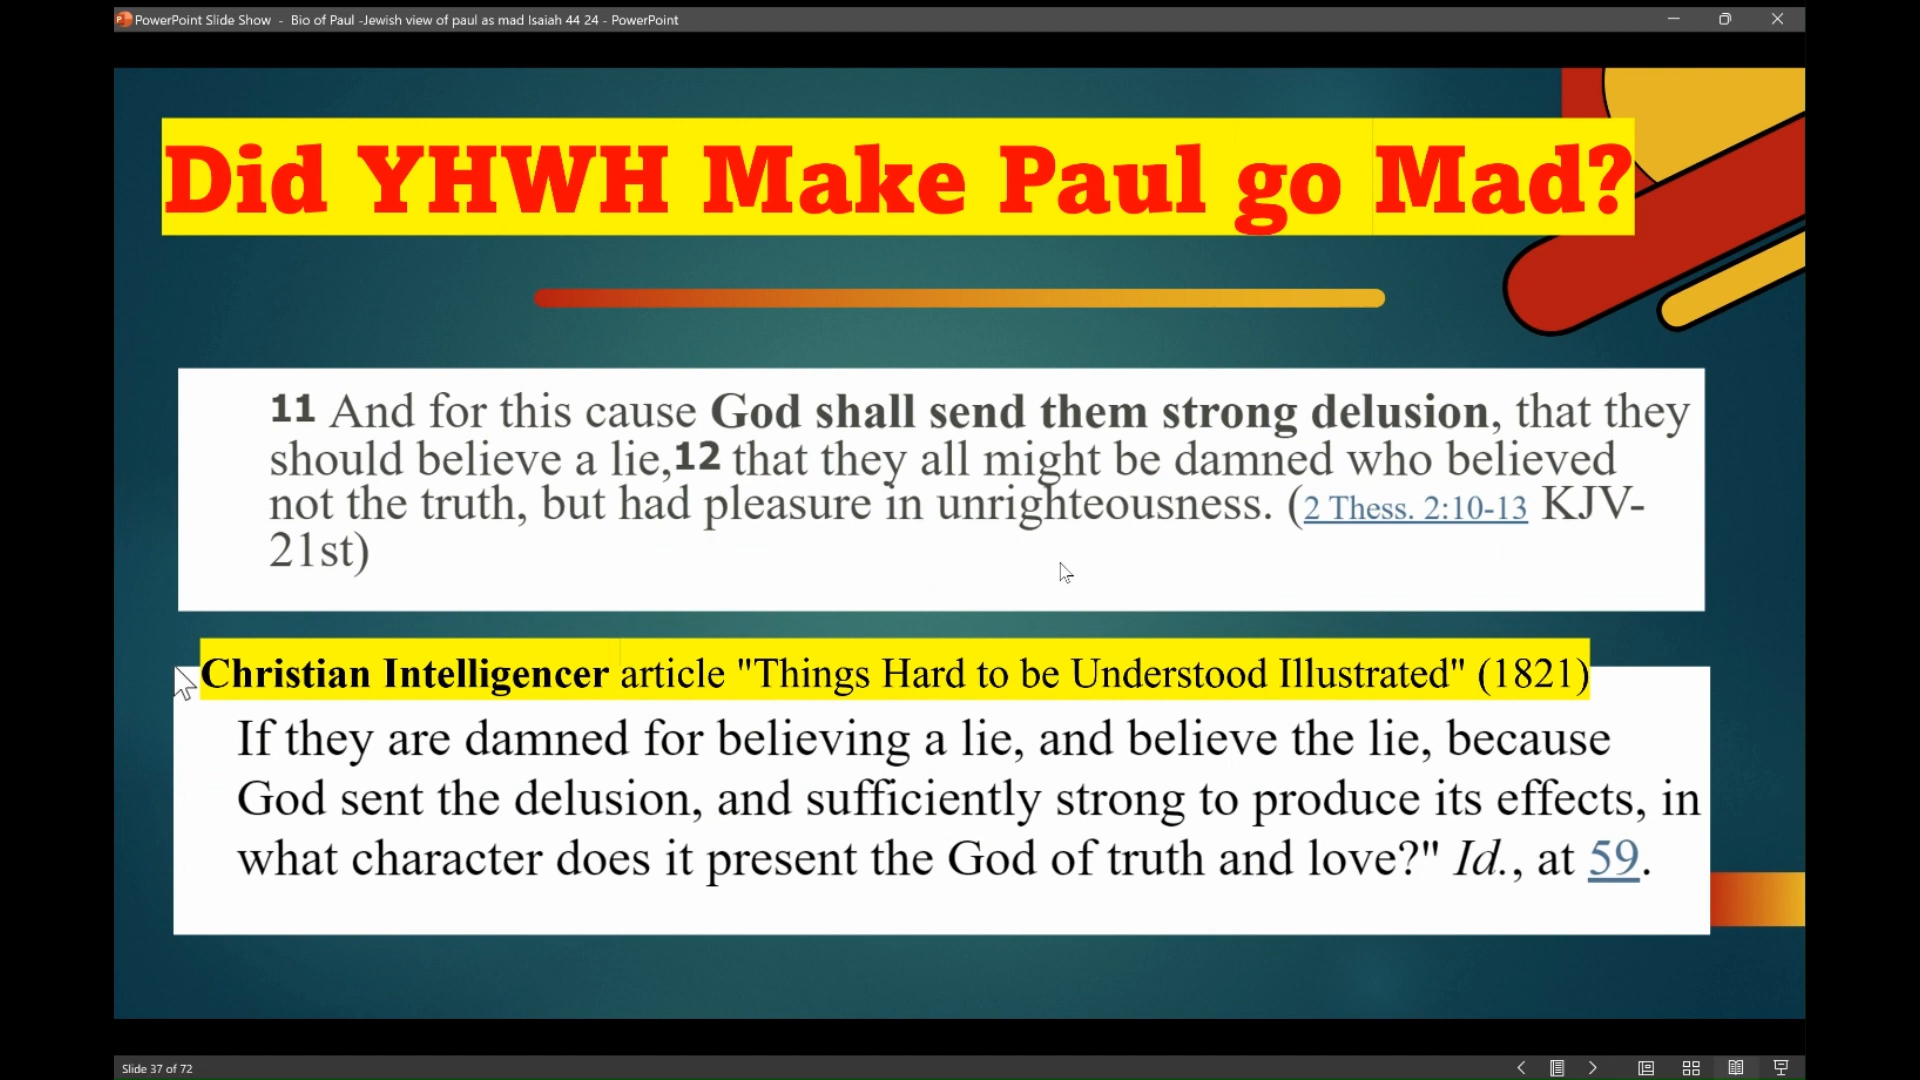 PowerPoint Slide Show - Bio of Paul -Jewish view of paul as mad Isaiah 44 24 - PowerPoint
Did YHWH Make Paul go Mad?
11 And for this cause God shall send them strong delusion, that they
should believe a lie,12 that they all might be damned who believed
not the truth, but had pleasure in unrighteousness. (2 Thess. 2:10-13 KJV-
21st)
Christian Intelligencer article "Things Hard to be Understood Illustrated" (1821)
If they are damned for believing a lie, and believe the lie, because
God sent the delusion, and sufficiently strong to produce its effects, in
what character does it present the God of truth and love?" Id., at 59.
Slide 37 of 72